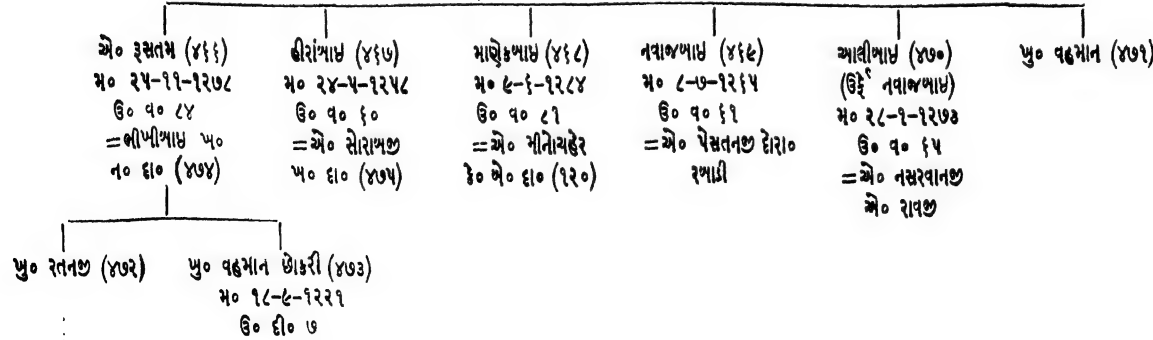 એ૦ રૂસતમ (૪૬૬)
મ૦ ૨૫-૧૧-૧૨૭૮
ઉ૦ વ૦ ૮૪
=ભીખીબાઇ ખ૦
ન૦ દા૦ (૪૭૪)
હીરાંબાઇ (૪૬૭)
મ૦ ૨૪-૫-૧૨૫૮
ઉ૦ વ૦ ૬૦
=એ૦ સોરાબજી
ખ૦ દા૦ (૪૭૫)
માણેકબાઇ (૪૬૮)
મ૦ ૯-૬-૧૨૮૪
ઉ૦ વ૦ ૮૧
=એ૦ મીનોચહેર
કે૦ એ૦ દા૦ (૧૨૦)
નવાજબાઇ (૪૬૯)
મ૦ ૮-૭-૧૨૬૫
ઉ૦ વ૦ ૬૧
=એ૦ પેસતનજી દોરા૦
રબાડી
આલીબાઇ (૪૭૦)
(ઉર્ફે નવાજબાઇ)
મ૦ ૨૮-૧-૧૨૭૩
ઉ૦ વ૦ ૬૫
=એ૦ નસરવાનજી
એ૦ રાવજી
ખુ૦ વહમાન (૪૭૧)
ખુ૦ રતનજી (૪૭૨)
ખુ૦ વહમાન છોકરી (૪૭૩)
મ૦ ૧૮-૯-૧૨૨૧
ઉ૦ દી૦ ૭